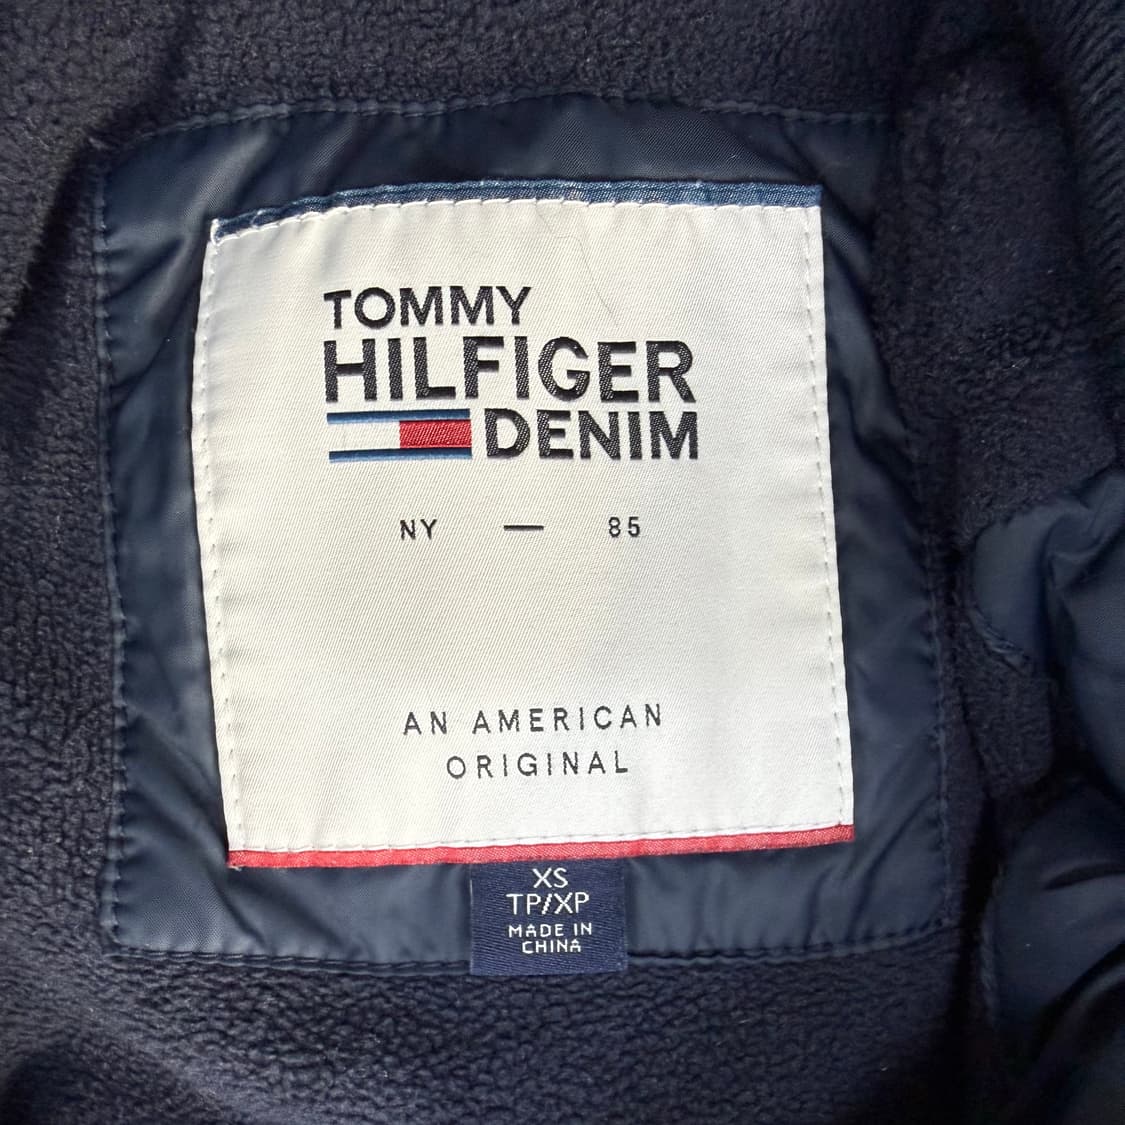 TOMMY
HILFIGER
DENIM
NY — 85
AN AMERICAN
ORIGINAL
XS
TP/XP
MADE IN
CHINA